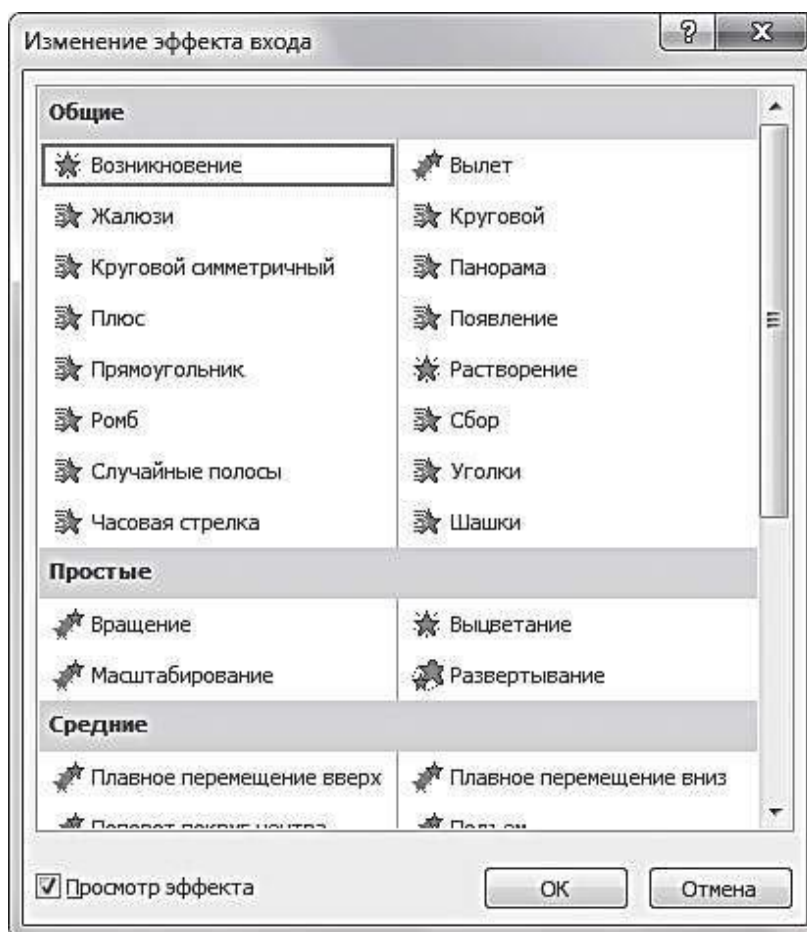 Изменение эффекта входа
Общие
Возникновение Вылет
Жалюзи Круговой
Круговой симметричный Панорама
Плюс Появление
Прямоугольник Растворение
Ромб Сбор
Случайные полосы Уголки
Часовая стрелка Шашки
Простые
Вращение Выцветание
Масштабирование Развертывание
Средние
Плавное перемещение вверх Плавное перемещение вниз
Просмотр эффекта ОК Отмена